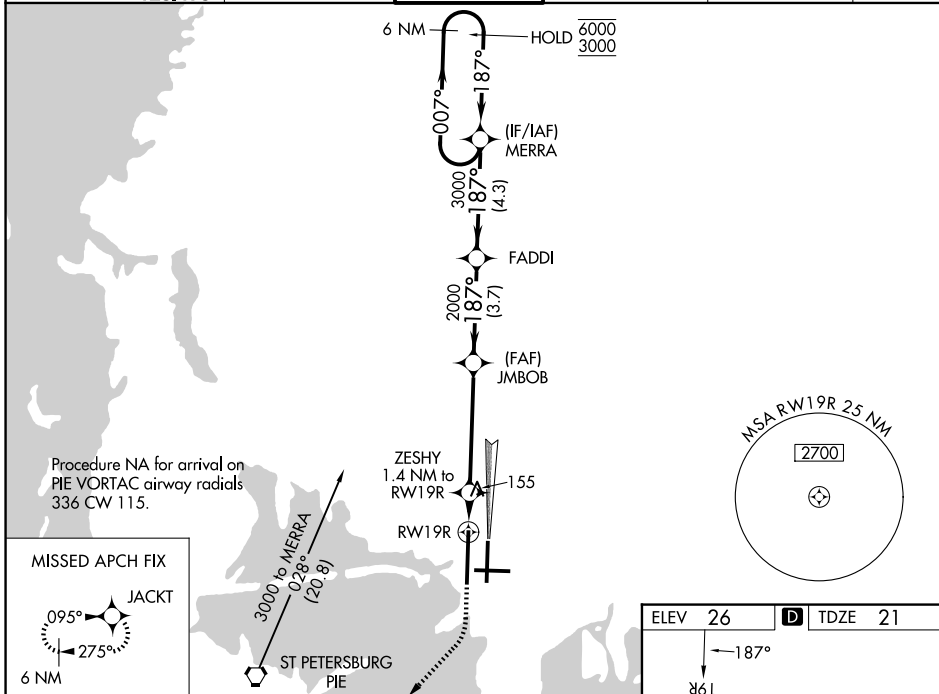 6 NM
HOLD
6000
3000
187°
007°
(IF/IAF)
MERRA
3000
187°
(4.3)
FADDI
2000
187°
(3.7)
(FAF)
JMBOB
MSA RW19R 25 NM
2700
Procedure NA for arrival on
PIE VORTAC airway radials
336 CW 115.
ZESHY
1.4 NM to
RW19R
155
RW19R
3000 to MERRA
028°
(20.8)
MISSED APCH FIX
JACKT
095°
275°
6 NM
ST PETERSBURG
PIE
ELEV 26
D
TDZE 21
187°
19R